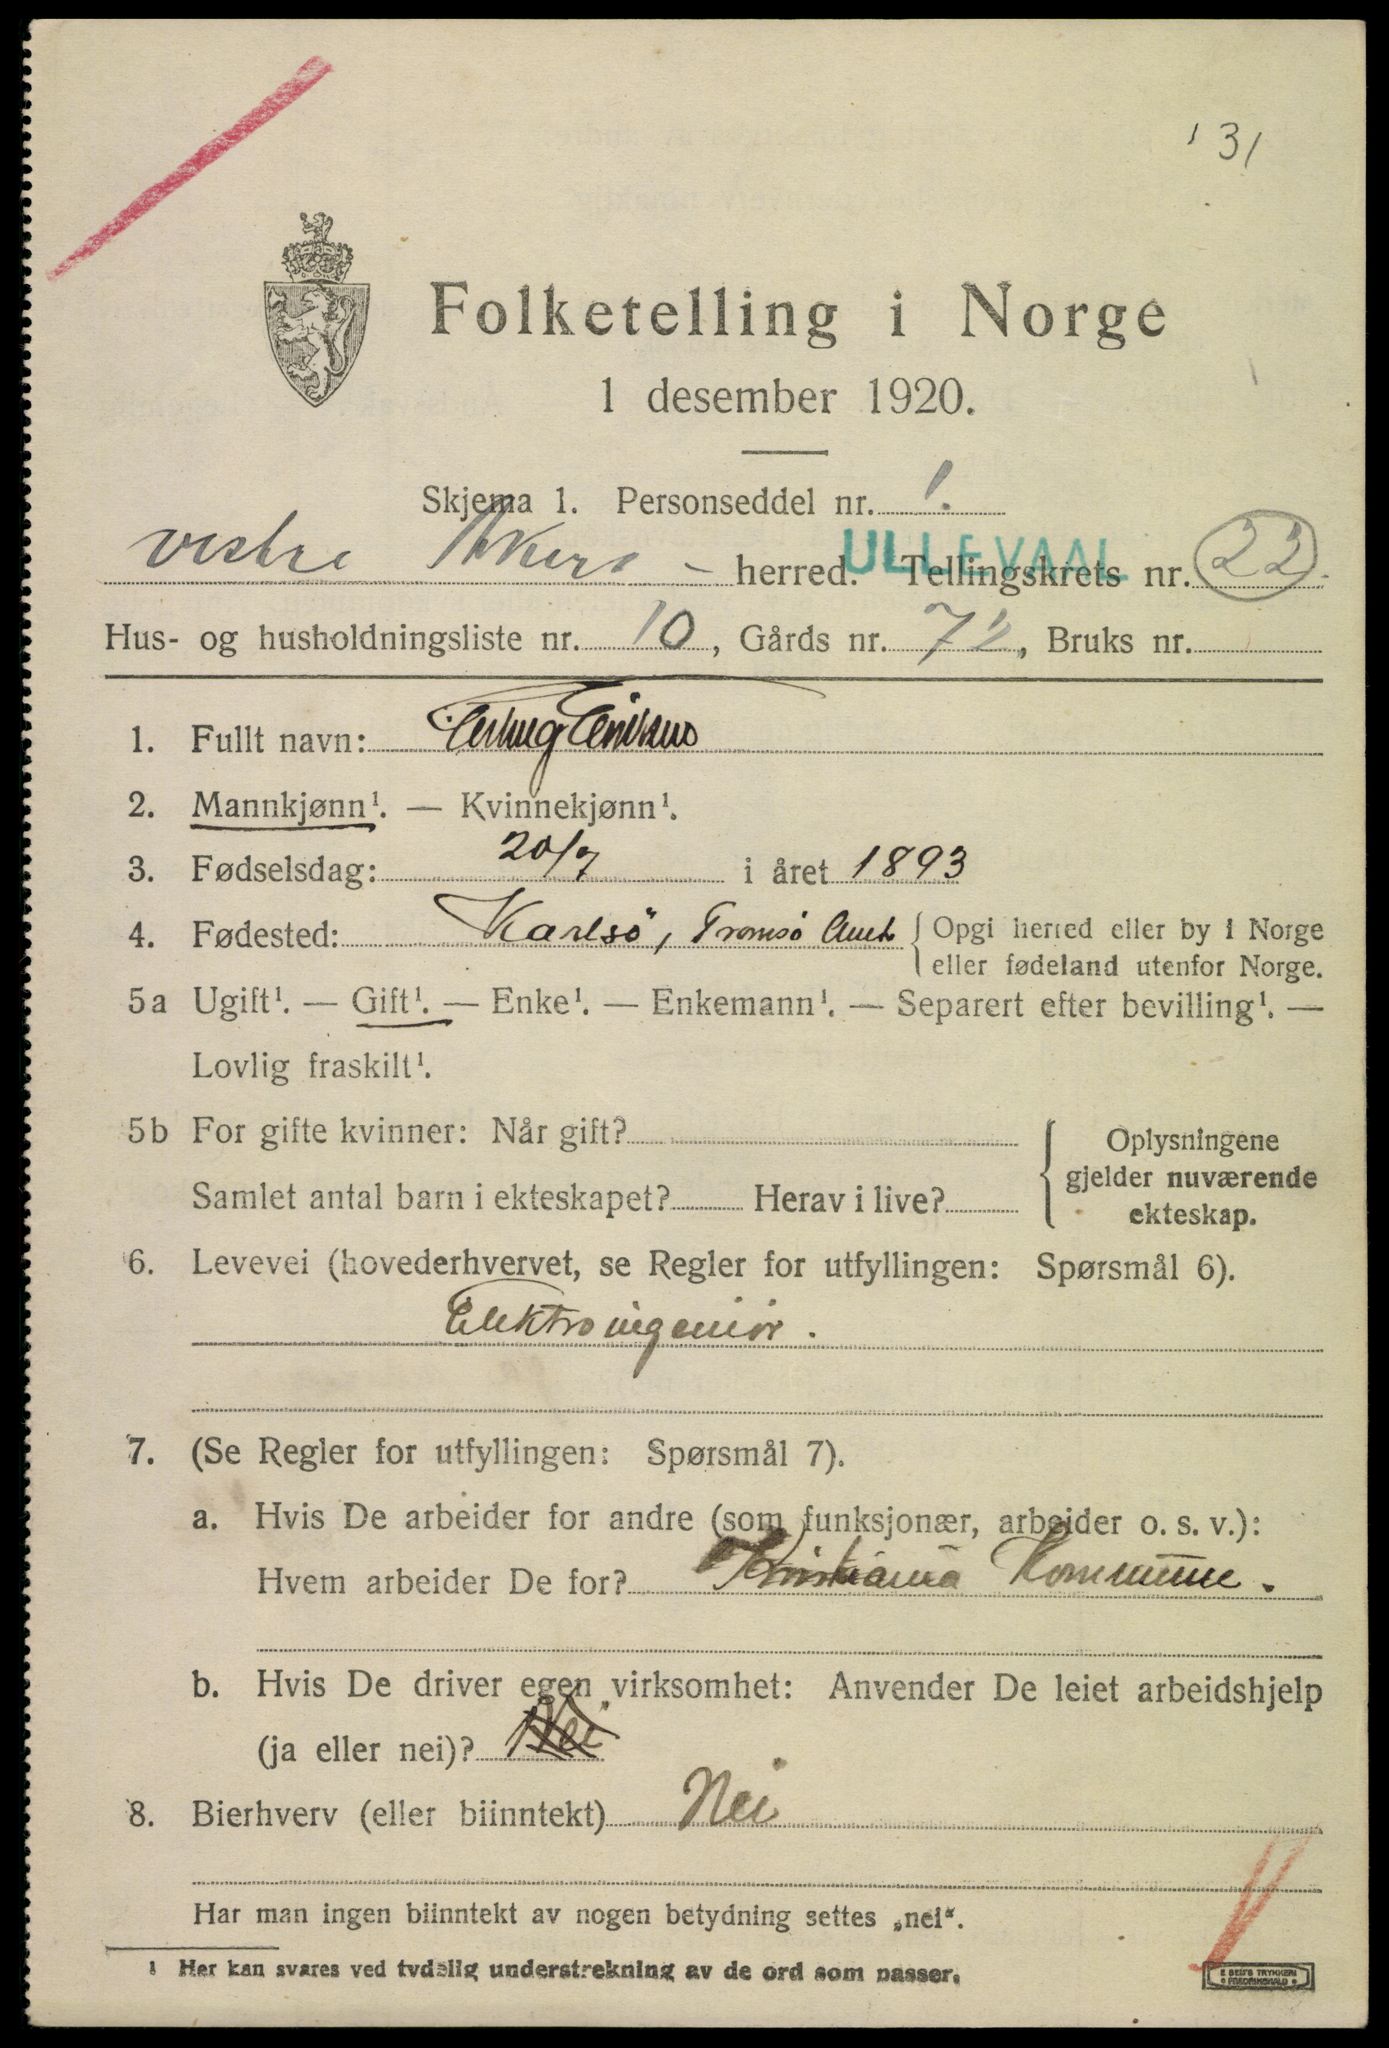 131
Folketelling i Norge
1 desember 1920.
Skjema 1. Personseddel nr. 1.
vestre Akers - herred. ULLEVAAL Tellingskrets nr. 22
Hus- og husholdningsliste nr. 10, Gårds nr. 72, Bruks nr.
1. Fullt navn: Erling
2. Mannkjønn¹. — Kvinnekjønn¹.
3. Fødselsdag: 20/7 i året 1893
4. Fødested: Karlsö, Tromsö Amt { Opgi herred eller by i Norge
eller fødeland utenfor Norge.
5a Ugift¹. — Gift¹. — Enke¹. — Enkemann¹. — Separert efter bevilling¹. —
Lovlig fraskilt¹.
5b For gifte kvinner: Når gift?
Samlet antal barn i ekteskapet? Herav i live?
Oplysningene
gjelder nuværende
ekteskap.
6. Levevei (hovederhvervet, se Regler for utfyllingen: Spørsmål 6).
Elektroingeniør.
7. (Se Regler for utfyllingen: Spørsmål 7).
a. Hvis De arbeider for andre (som funksjonær, arbeider o. s. v.):
Hvem arbeider De for? Kristiania Kommune.
b. Hvis De driver egen virksomhet: Anvender De leiet arbeidshjelp
(ja eller nei)? Nei
8. Bierhverv (eller biinntekt) Nei
Har man ingen biinntekt av nogen betydning settes „nei“.
¹ Her kan svares ved tydelig understrekning av de ord som passer.
E SEM'S TRYKKERI
FREDRIKSHALD